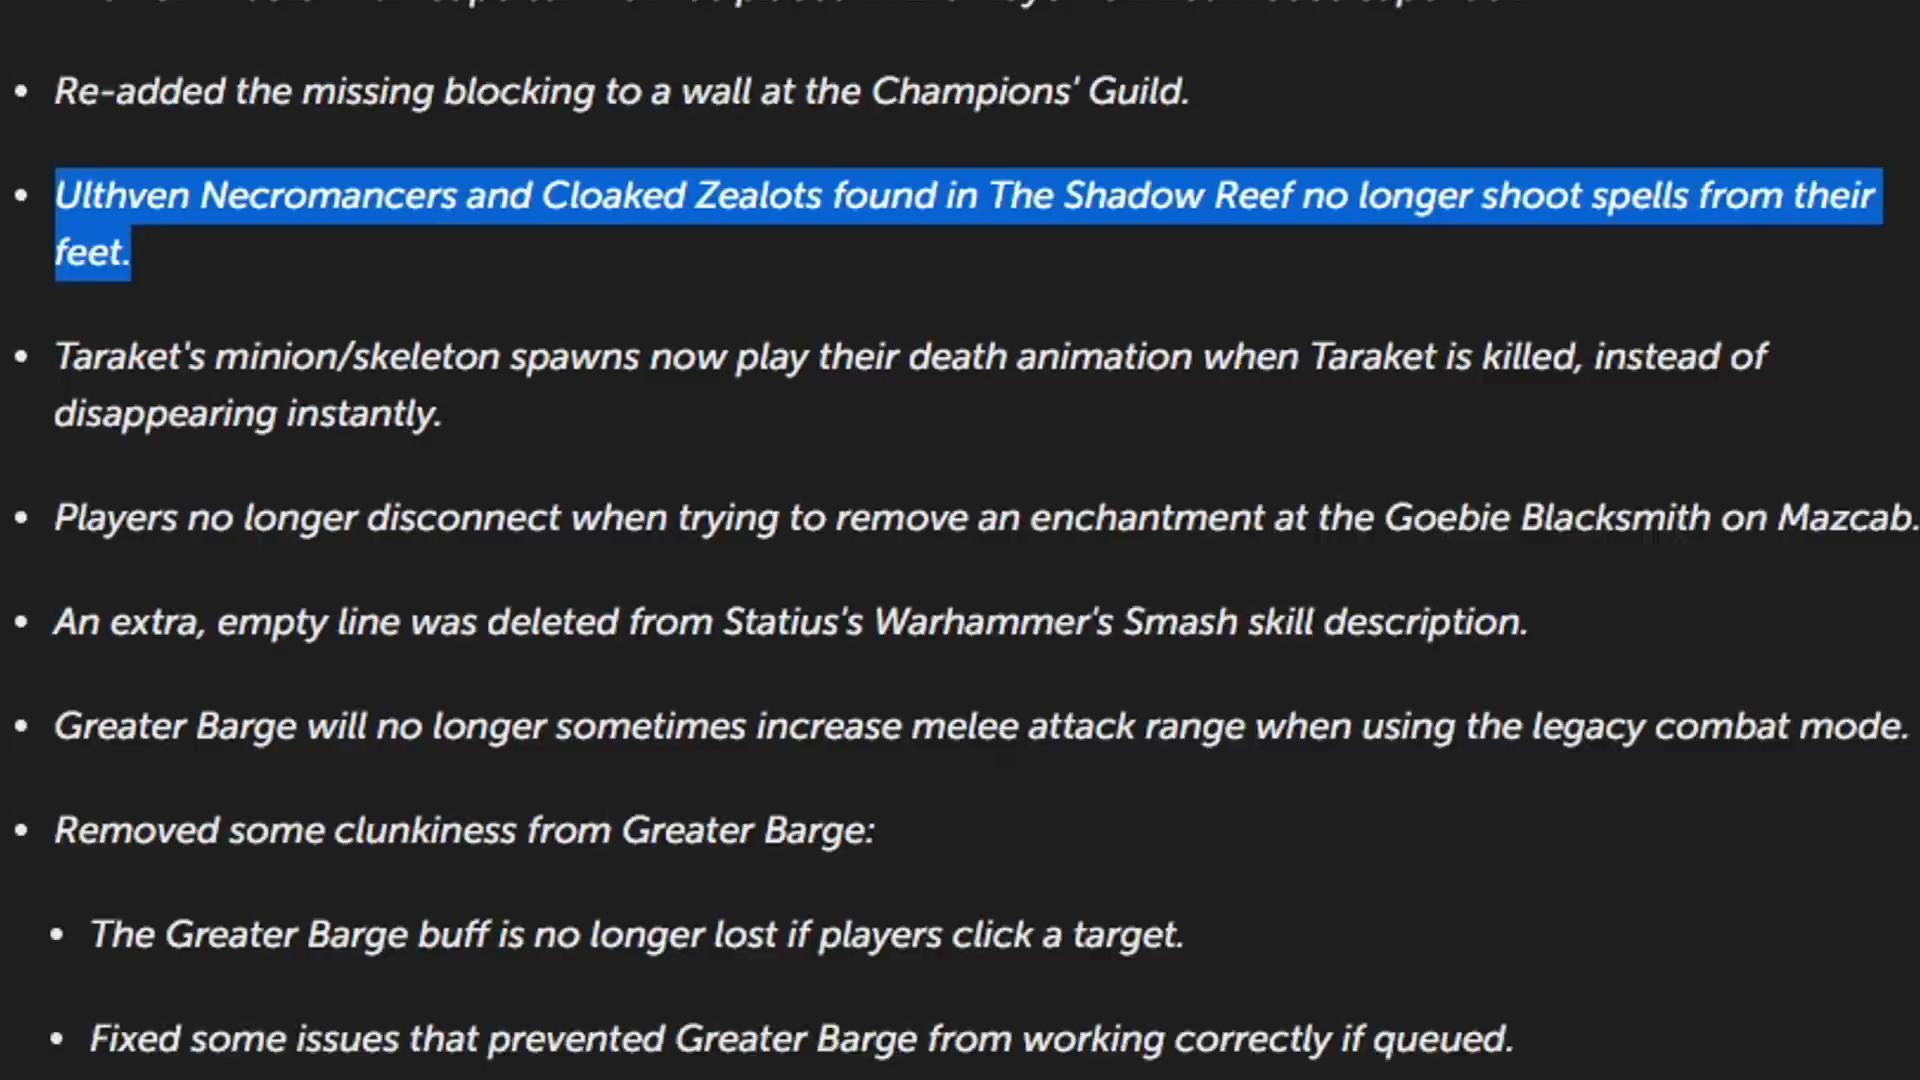 • Re-added the missing blocking to a wall at the Champions' Guild.
• Ulthven Necromancers and Cloaked Zealots found in The Shadow Reef no longer shoot spells from their
feet.
• Taraket's minion/skeleton spawns now play their death animation when Taraket is killed, instead of
disappearing instantly.
• Players no longer disconnect when trying to remove an enchantment at the Goebie Blacksmith on Mazcab.
• An extra, empty line was deleted from Statius's Warhammer's Smash skill description.
• Greater Barge will no longer sometimes increase melee attack range when using the legacy combat mode.
• Removed some clunkiness from Greater Barge:
• The Greater Barge buff is no longer lost if players click a target.
• Fixed some issues that prevented Greater Barge from working correctly if queued.